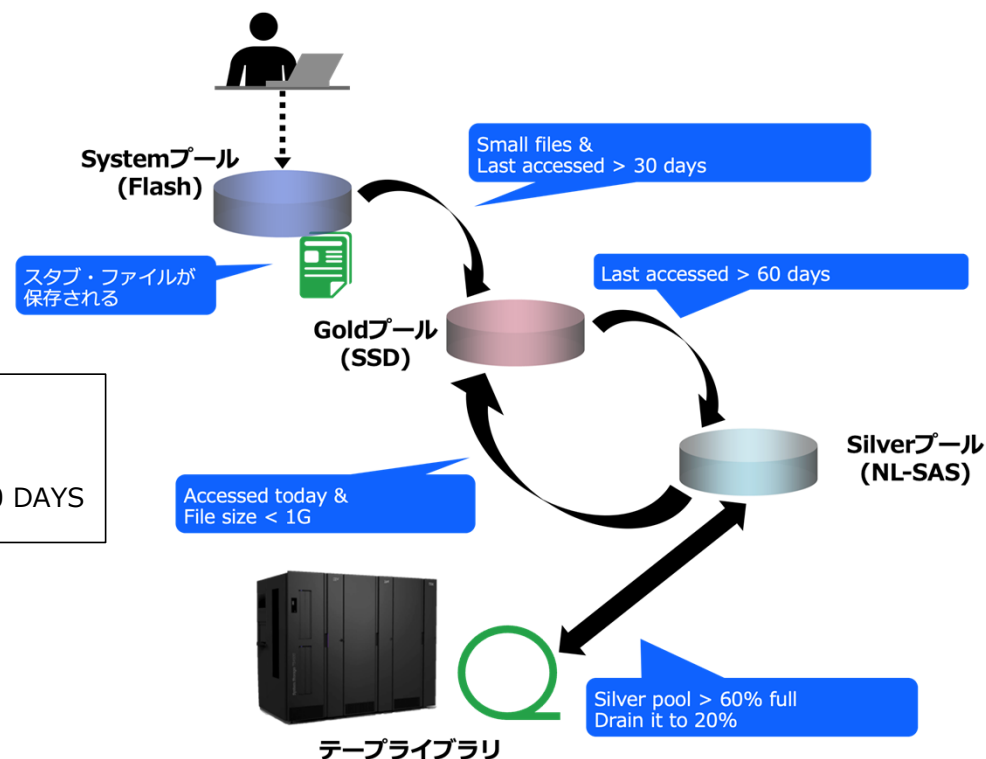 Systemプール
(Flash)
Small files &
Last accessed > 30 days
スタブ・ファイルが
保存される
Last accessed > 60 days
Goldプール
(SSD)
Silverプール
(NL-SAS)
DAYS
Accessed today &
File size < 1G
Silver pool > 60% full
Drain it to 20%
テープライブラリ